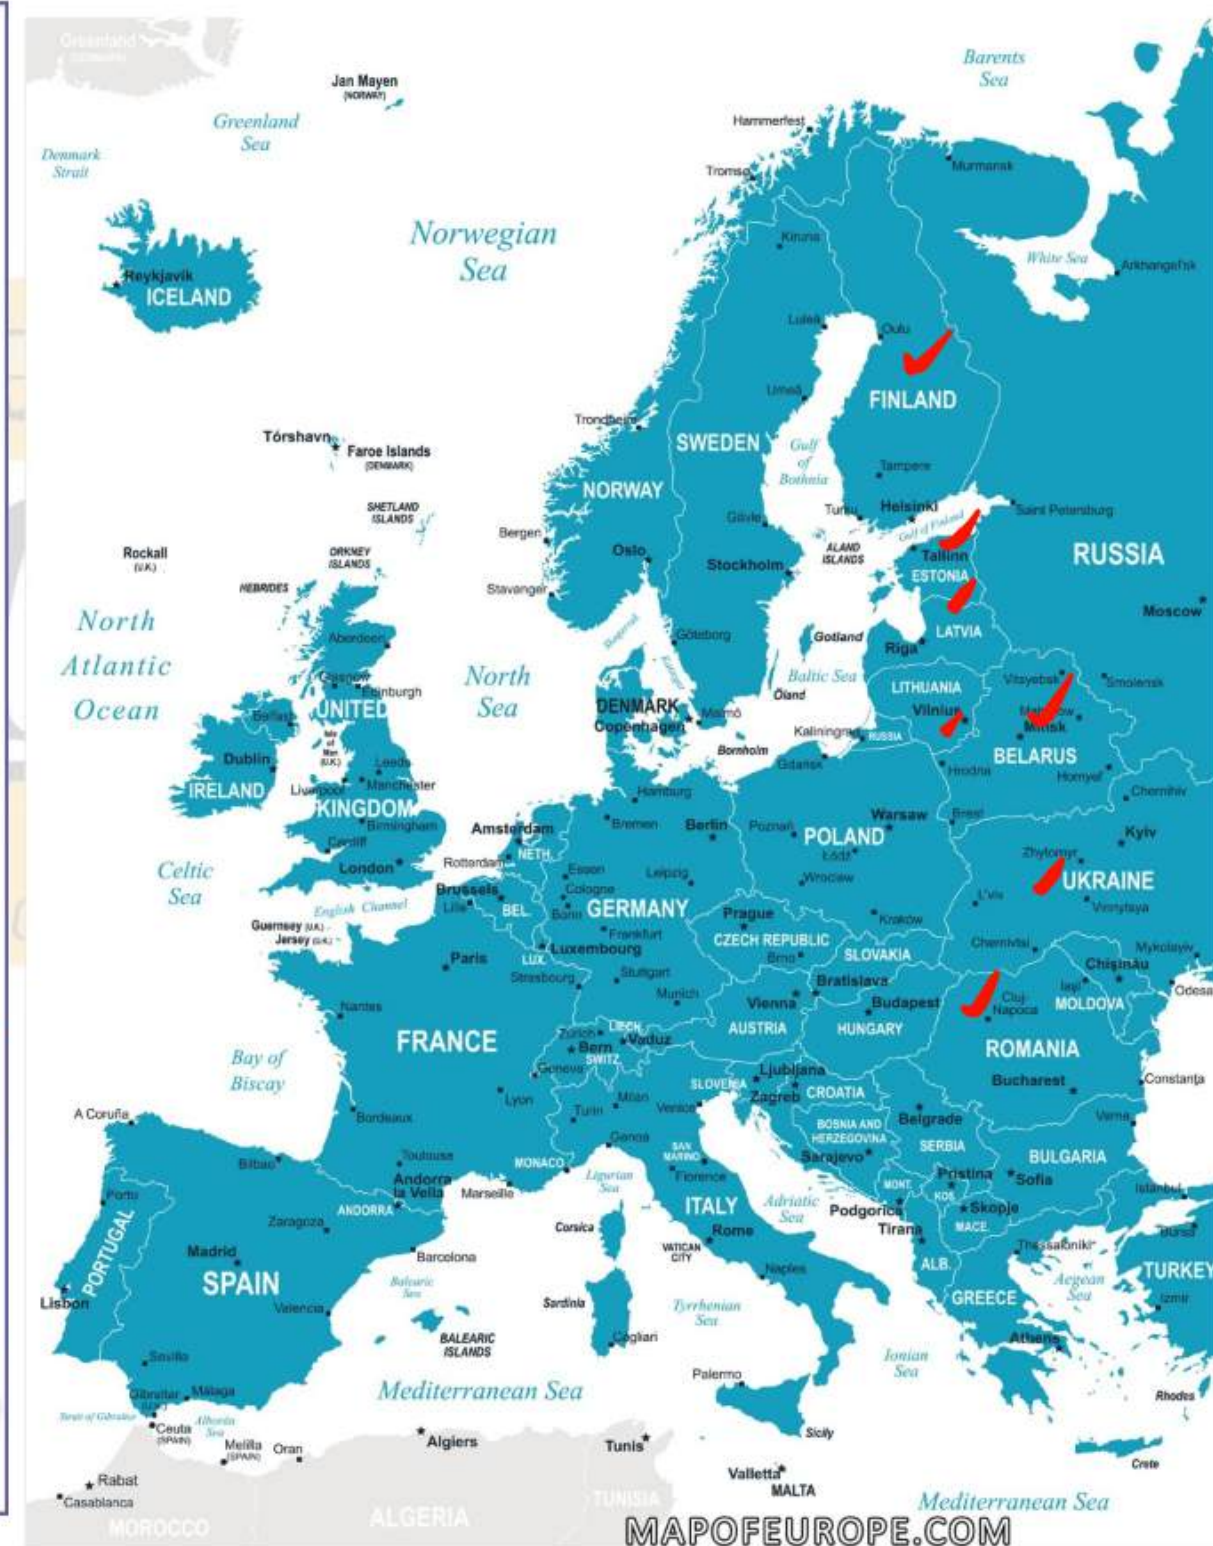 Greenland
Barents
Sea
Jan Mayen
(NORWAY)
Greenland
Sea
Hammerfest
Denmark
Strait
Tromsø
Murmansk
Norwegian
Sea
Kiruna
White Sea
Arkhangel'sk
Reykjavik
ICELAND
Luleå
Oulu
Umeå
FINLAND
Trondheim
Tórshavn
Faroe Islands
(DENMARK)
SWEDEN
Gulf
of
Bothnia
Tampere
NORWAY
SHETLAND
ISLANDS
Turku
Helsinki
Saint Petersburg
Gävle
Gulf of Finland
Bergen
Oslo
ALAND
ISLANDS
Tallinn
RUSSIA
Rockall
(U.K.)
ORKNEY
ISLANDS
Stockholm
ESTONIA
HEBRIDES
Stavanger
Moscow
North
Atlantic
Ocean
Aberdeen
Skagerrak
Göteborg
Gotland
LATVIA
Riga
North
Sea
Kattegat
Baltic Sea
Glasgow
Edinburgh
Öland
LITHUANIA
Vitsyebsk
Smolensk
UNITED
KINGDOM
Belfast
DENMARK
Copenhagen
Malmö
Vilnius
Minsk
Isle
of
Man
(U.K.)
Kaliningrad
RUSSIA
Dublin
Leeds
Bornholm
Gdansk
BELARUS
Hrodna
Homyel'
IRELAND
Liverpool
Manchester
Hamburg
Chernihiv
Birmingham
Amsterdam
Bremen
Berlin
Poznań
Warsaw
Brest
POLAND
Kyiv
Cardiff
London
Rotterdam
NETH.
Łódź
Zhytomyr
Celtic
Sea
Essen
Leipzig
Wroclaw
UKRAINE
English Channel
Brussels
Cologne
Lille
BEL.
Bonn
GERMANY
Prague
Kraków
L'viv
Vinnytsya
Guernsey (U.K.)
Jersey (U.K.)
Frankfurt
CZECH REPUBLIC
Brno
SLOVAKIA
Chernivtsi
Mykolayiv
Paris
LUX.
Luxembourg
Strasbourg
Stuttgart
Munich
Vienna
Bratislava
Budapest
Chișinău
Iași
Odesa
Nantes
Cluj-
Napoca
MOLDOVA
FRANCE
Zurich
LIECH.
Vaduz
AUSTRIA
HUNGARY
Bern
SWITZ.
ROMANIA
Bay of
Biscay
Geneva
Ljubljana
SLOVENIA
Zagreb
CROATIA
Bucharest
Constanța
Lyon
Milan
Turin
Venice
A Coruña
Bordeaux
Belgrade
Varna
Genoa
SAN
MARINO
BOSNIA AND
HERZEGOVINA
Sarajevo
SERBIA
BULGARIA
Bilbao
Toulouse
MONACO
Ligurian
Sea
Florence
Andorra
la Vella
Marseille
Pristina
Sofia
Porto
ANDORRA
ITALY
Adriatic
Sea
MONT.
KOS.
Istanbul
PORTUGAL
Zaragoza
Corsica
Podgorica
Skopje
Rome
Tirana
MACE.
Bursa
Madrid
Barcelona
VATICAN
CITY
Thessaloniki
SPAIN
Naples
ALB.
TURKEY
Lisbon
Balearic
Sea
Sardinia
Tyrrhenian
Sea
GREECE
Aegean
Sea
Izmir
Valencia
BALEARIC
ISLANDS
Cagliari
Athens
Sevilla
Ionian
Sea
Mediterranean Sea
Palermo
Gibraltar
(U.K.)
Málaga
Rhodes
Strait of Gibraltar
Ceuta
(SPAIN)
Alborán
Sea
Melilla
(SPAIN)
Oran
Algiers
Tunis
Sicily
Crete
Rabat
Valletta
MALTA
Casablanca
MOROCCO
ALGERIA
TUNISIA
Mediterranean Sea
MAPOFEUROPE.COM